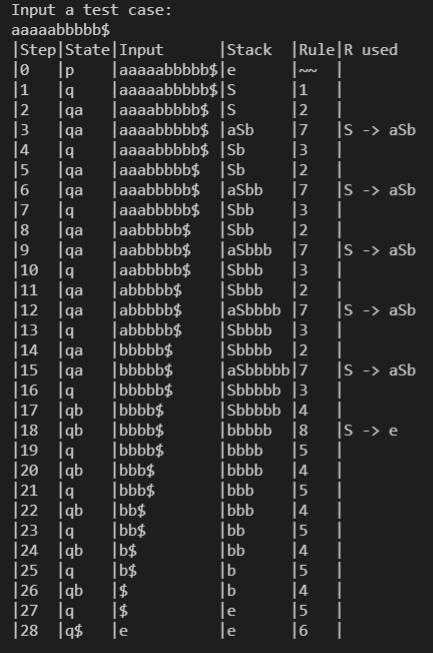 Input a test case:
aaaaabbbbb$
|Step|State|Input      |Stack  |Rule|R used
|0   |p    |aaaaabbbbb$|e      |~~  |
|1   |q    |aaaaabbbbb$|S      |1   |
|2   |qa   |aaaabbbbb$ |S      |2   |
|3   |qa   |aaaabbbbb$ |aSb    |7   |S -> aSb
|4   |q    |aaaabbbbb$ |Sb     |3   |
|5   |qa   |aaabbbbb$  |Sb     |2   |
|6   |qa   |aaabbbbb$  |aSbb   |7   |S -> aSb
|7   |q    |aaabbbbb$  |Sbb    |3   |
|8   |qa   |aabbbbb$   |Sbb    |2   |
|9   |qa   |aabbbbb$   |aSbbb  |7   |S -> aSb
|10  |q    |aabbbbb$   |Sbbb   |3   |
|11  |qa   |abbbbb$    |Sbbb   |2   |
|12  |qa   |abbbbb$    |aSbbbb |7   |S -> aSb
|13  |q    |abbbbb$    |Sbbbb  |3   |
|14  |qa   |bbbbb$     |Sbbbb  |2   |
|15  |qa   |bbbbb$     |aSbbbbb|7   |S -> aSb
|16  |q    |bbbbb$     |Sbbbbb |3   |
|17  |qb   |bbbb$      |Sbbbbb |4   |
|18  |qb   |bbbb$      |bbbbb  |8   |S -> e
|19  |q    |bbbb$      |bbbb   |5   |
|20  |qb   |bbb$       |bbbb   |4   |
|21  |q    |bbb$       |bbb    |5   |
|22  |qb   |bb$        |bbb    |4   |
|23  |q    |bb$        |bb     |5   |
|24  |qb   |b$         |bb     |4   |
|25  |q    |b$         |b      |5   |
|26  |qb   |$          |b      |4   |
|27  |q    |$          |e      |5   |
|28  |q$   |e          |e      |6   |